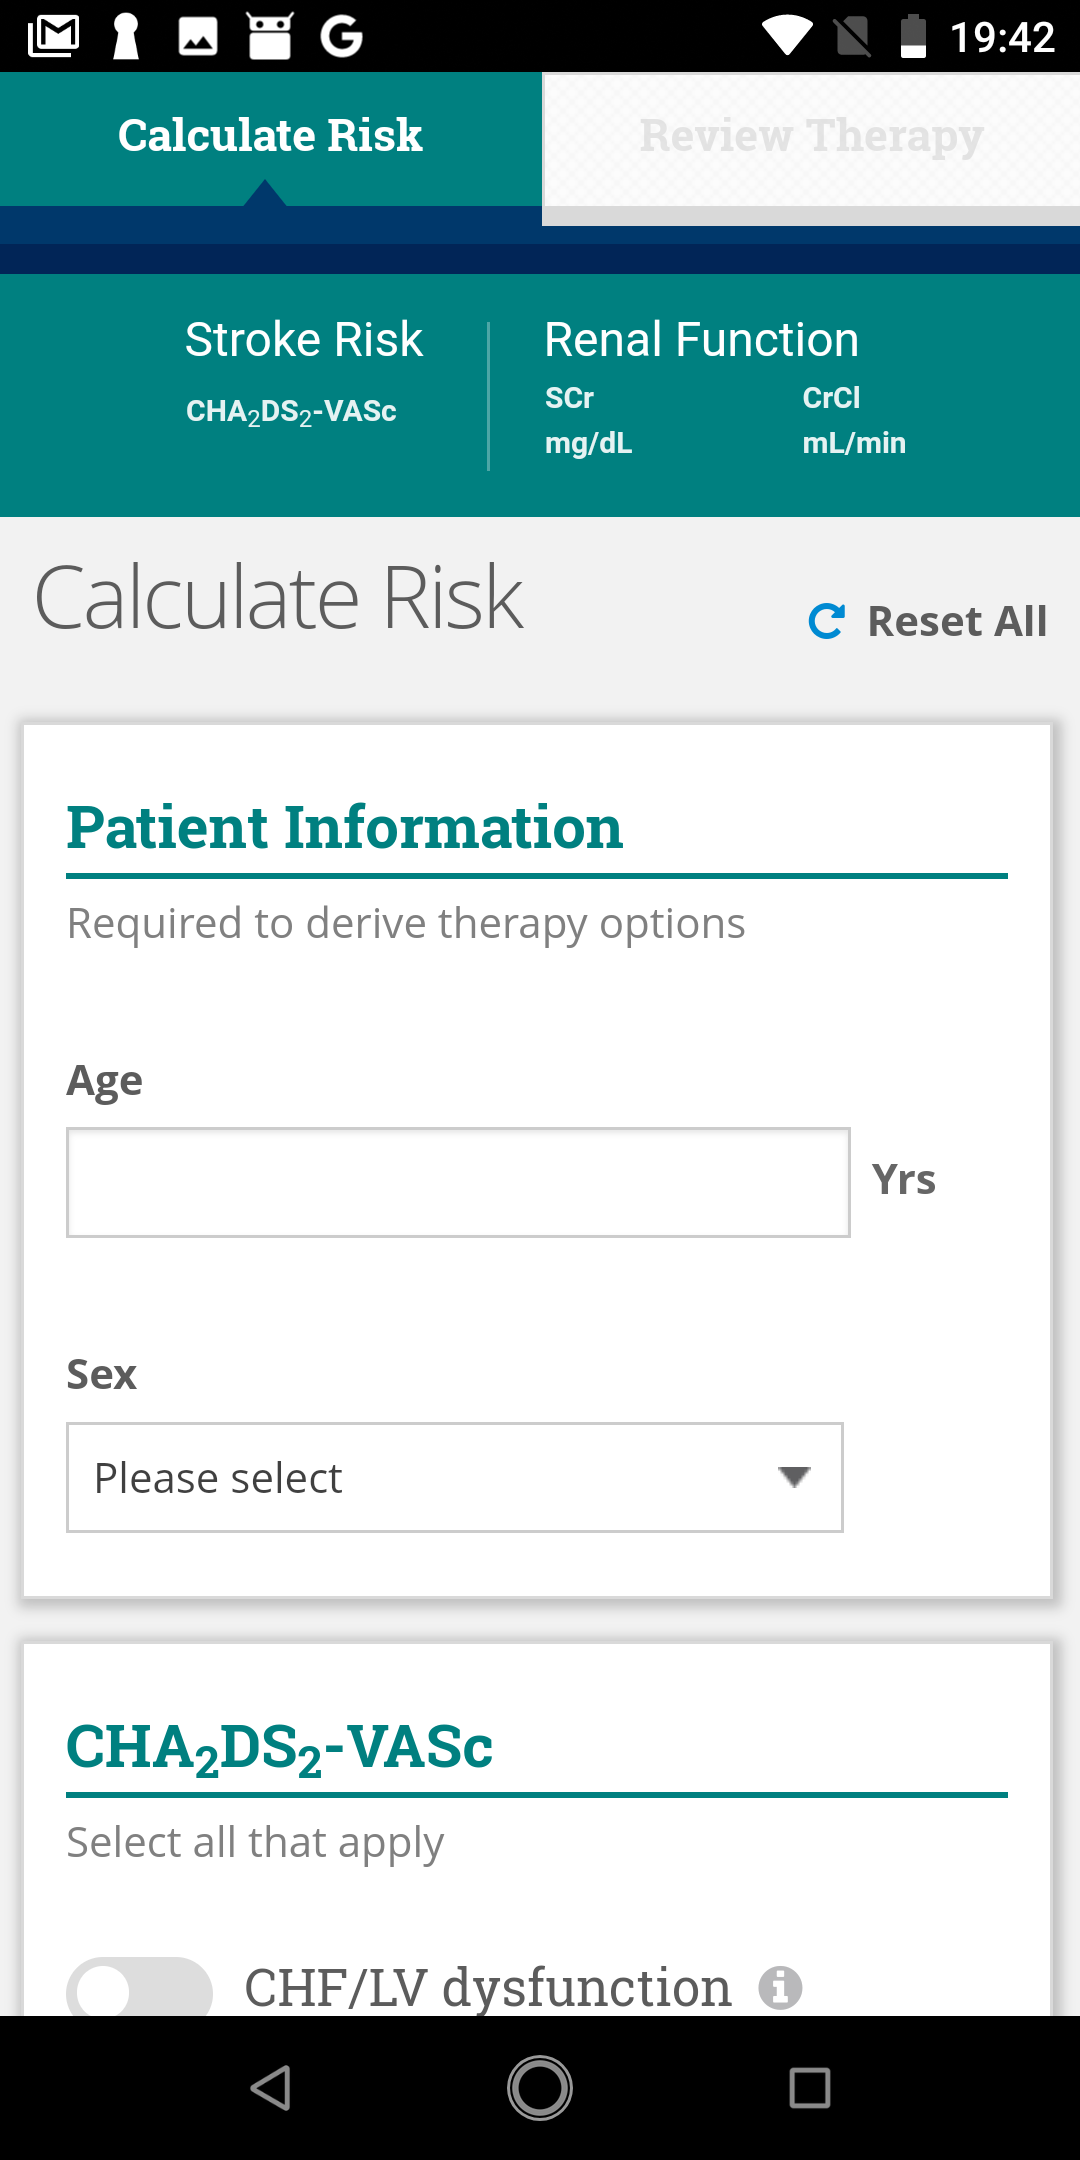 19:42
Calculate Risk
Review Therapy
Stroke Risk
CHA2DS2-VASc
Renal Function
SCr
mg/dL
CrCl
mL/min
Calculate Risk
Reset All
Patient Information
Required to derive therapy options
Age
Yrs
Sex
Please select
CHA2DS2-VASc
Select all that apply
CHF/LV dysfunction